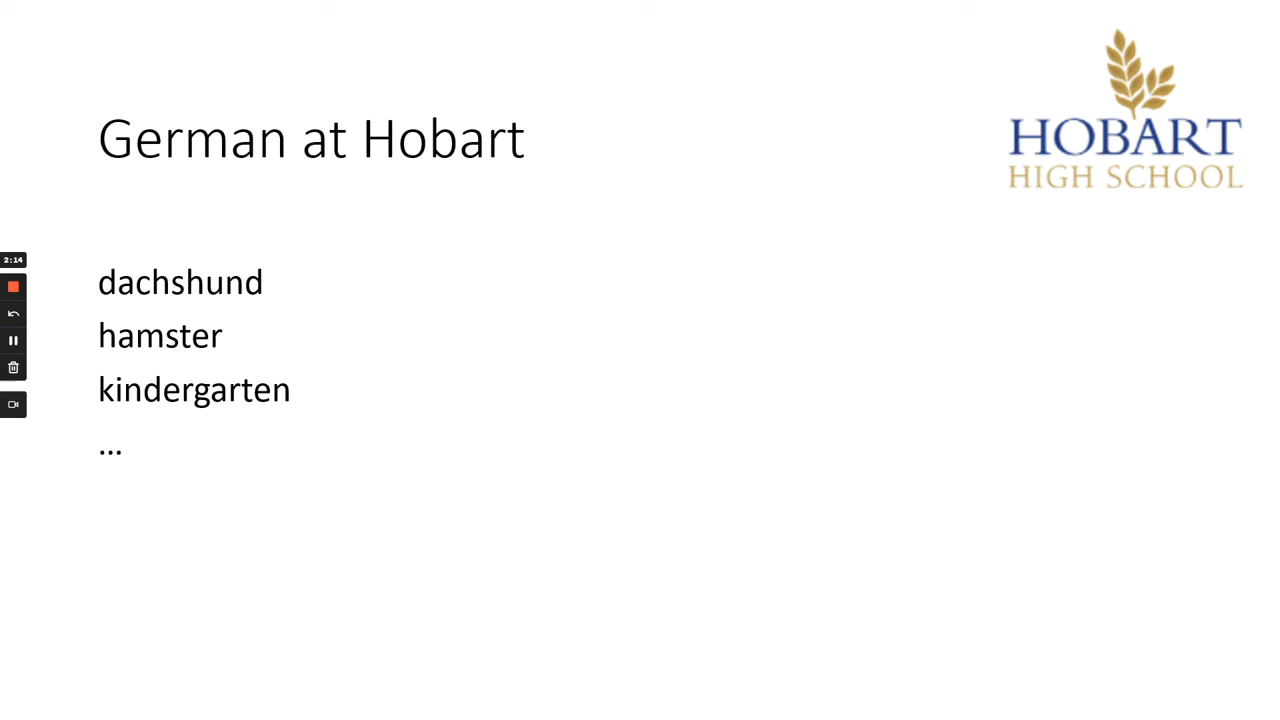 German at Hobart
HOBART
HIGH SCHOOL
2:14
dachshund
hamster
kindergarten
...